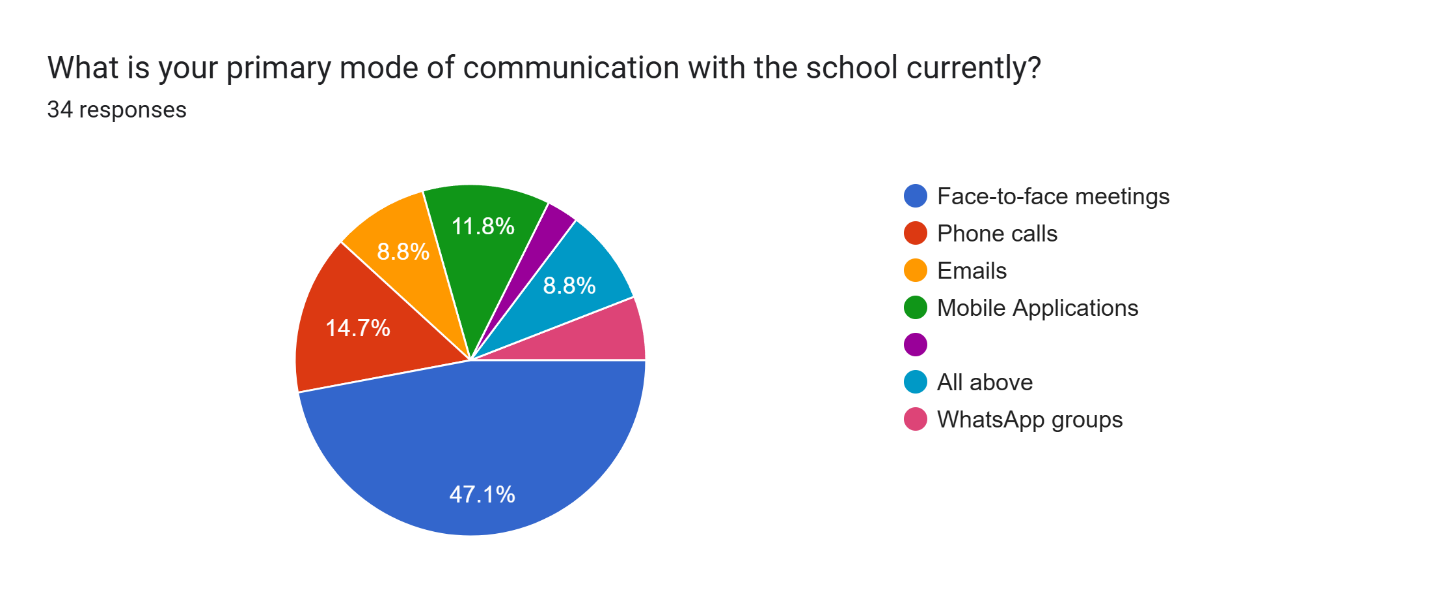 What is your primary mode of communication with the school currently?
34 responses
11.8%
8.8%
8.8%
14.7%
47.1%
Face-to-face meetings
Phone calls
Emails
Mobile Applications
All above
WhatsApp groups